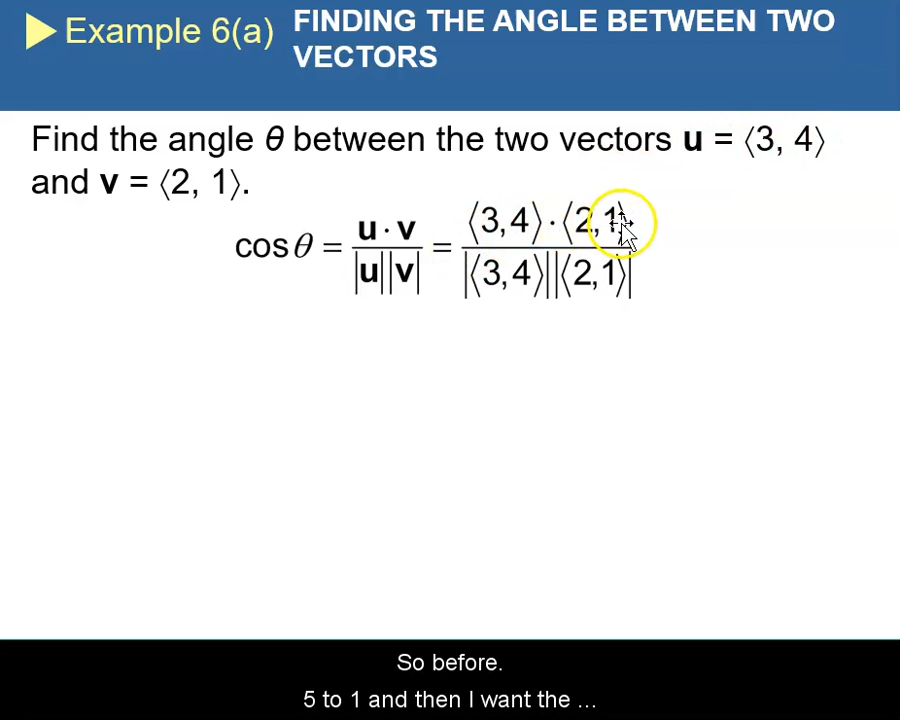 Example 6(a)
FINDING THE ANGLE BETWEEN TWO
VECTORS
Find the angle θ between the two vectors u = ⟨3, 4⟩
and v = ⟨2, 1⟩.
cos θ = u · v / |u||v| = ⟨3,4⟩ · ⟨2,1⟩ / |⟨3,4⟩||⟨2,1⟩|
So before.
5 to 1 and then I want the ...